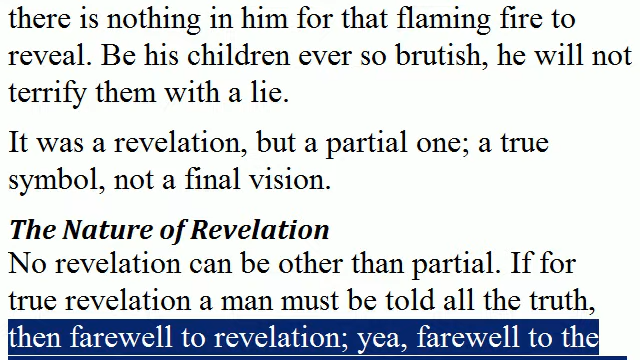 there is nothing in him for that flaming fire to
reveal. Be his children ever so brutish, he will not
terrify them with a lie.
It was a revelation, but a partial one; a true
symbol, not a final vision.
The Nature of Revelation
No revelation can be other than partial. If for
true revelation a man must be told all the truth,
then farewell to revelation; yea, farewell to the